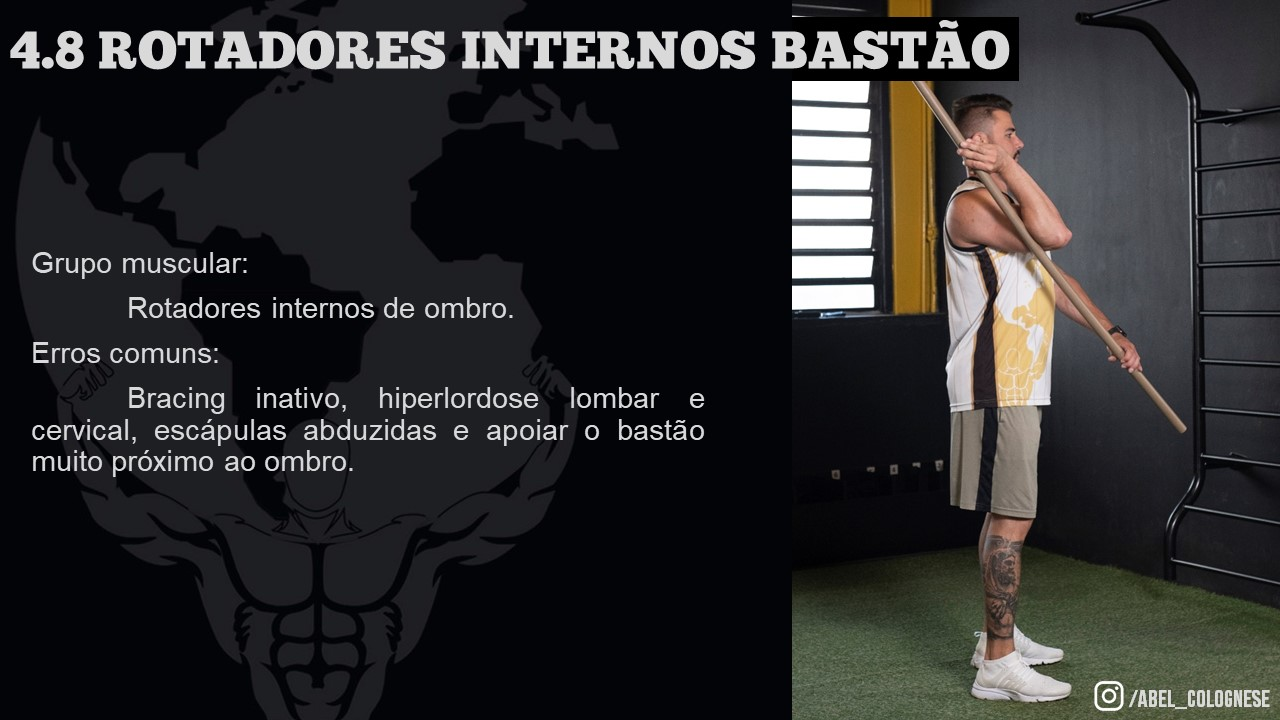 4.8 ROTADORES INTERNOS BASTÃO
Grupo muscular:
Rotadores internos de ombro.
Erros comuns:
Bracing inativo, hiperlordose lombar e
cervical, escápulas abduzidas e apoiar o bastão
muito próximo ao ombro.
/ABEL_COLOGNESE